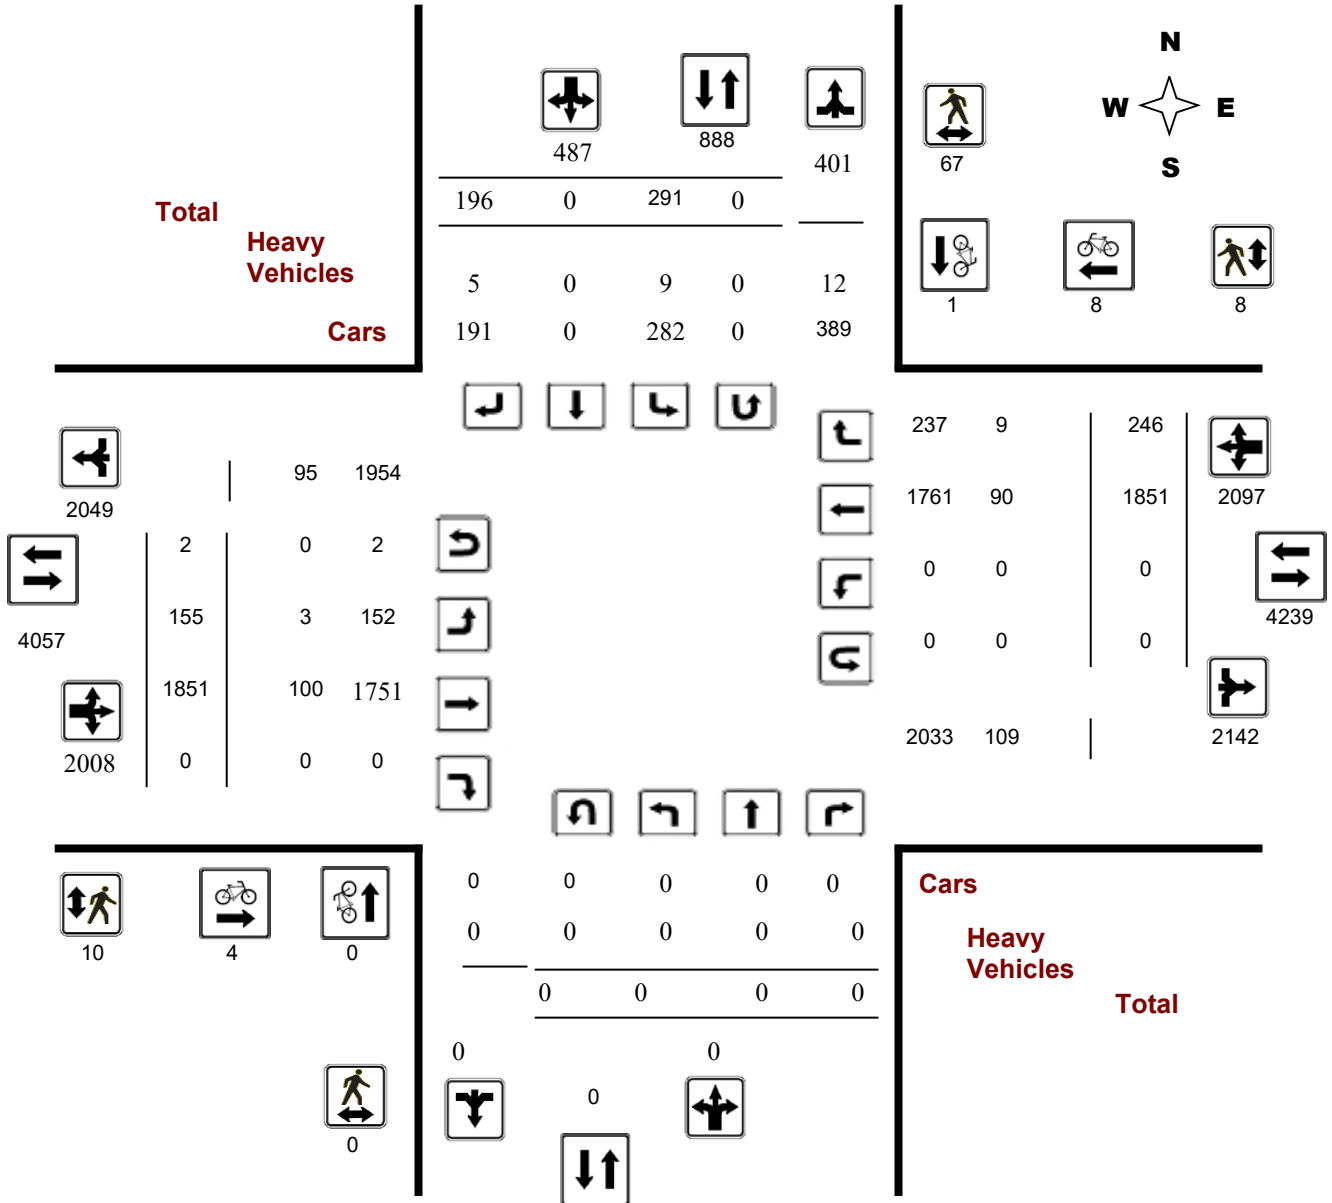 N
W E
S
487 888 401 67
196 0 291 0
Total
Heavy
Vehicles
5 0 9 0 12
1 8 8
Cars 191 0 282 0 389
237 9 246
95 1954
2049
1761 90 1851 2097
2 0 2
0 0 0
155 3 152
4057
4239
0 0 0
1851 100 1751
2033 109 2142
2008 0 0 0
0 0 0 0 0 Cars
0 0 0 0 0
Heavy
Vehicles
10 4 0
0 0 0 0 Total
0 0
0
0